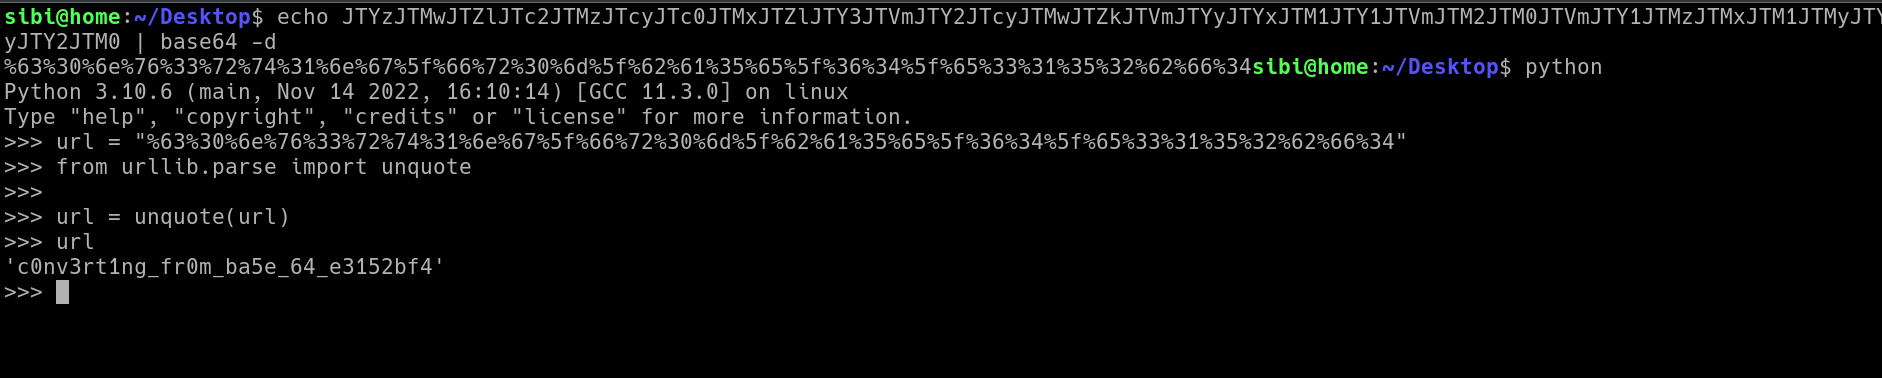 sibi@home:~/Desktop$ echo JTYzJTMwJTZlJTc2JTMzJTcyJTc0JTMxJTZlJTY3JTVmJTY2JTcyJTMwJTZkJTVmJTYyJTYxJTM1JTY1JTVmJTM2JTM0JTVmJTY1JTMzJTMxJTM1JTMyJTY
yJTY2JTM0 | base64 -d
%63%30%6e%76%33%72%74%31%6e%67%5f%66%72%30%6d%5f%62%61%35%65%5f%36%34%5f%65%33%31%35%32%62%66%34sibi@home:~/Desktop$ python
Python 3.10.6 (main, Nov 14 2022, 16:10:14) [GCC 11.3.0] on linux
Type "help", "copyright", "credits" or "license" for more information.
>>> url = "%63%30%6e%76%33%72%74%31%6e%67%5f%66%72%30%6d%5f%62%61%35%65%5f%36%34%5f%65%33%31%35%32%62%66%34"
>>> from urllib.parse import unquote
>>>
>>> url = unquote(url)
>>> url
'c0nv3rt1ng_fr0m_ba5e_64_e3152bf4'
>>>